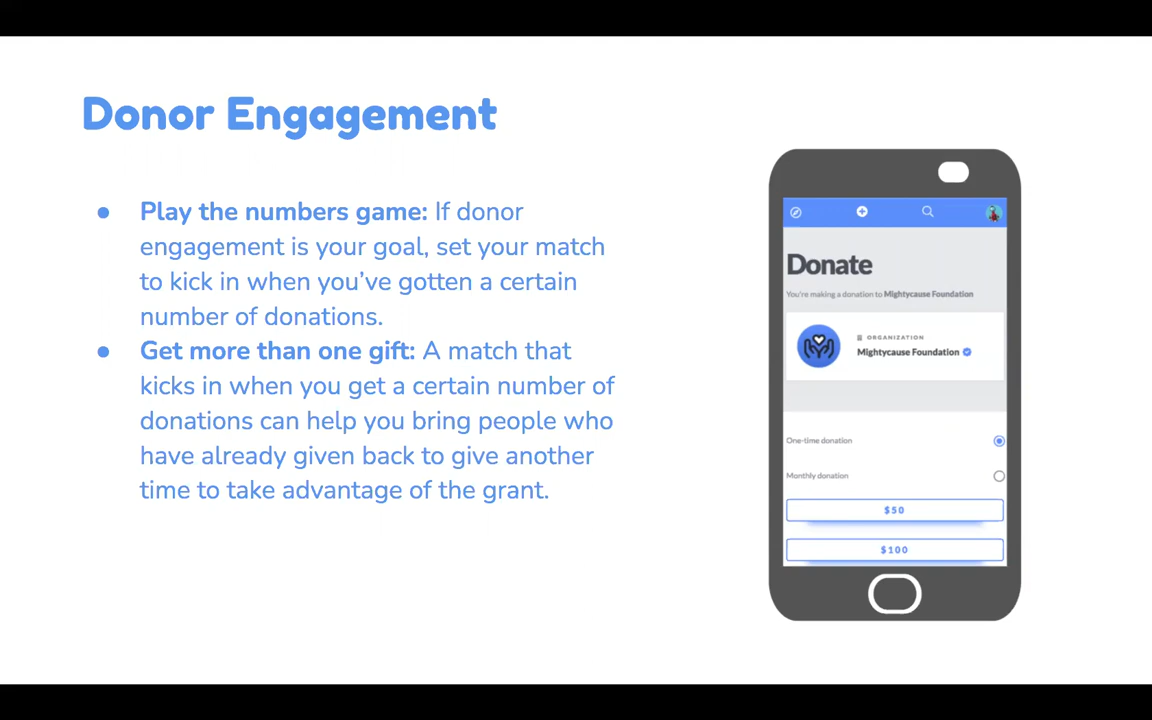 Donor Engagement
● Play the numbers game: If donor
engagement is your goal, set your match
to kick in when you’ve gotten a certain
number of donations.
● Get more than one gift: A match that
kicks in when you get a certain number of
donations can help you bring people who
have already given back to give another
time to take advantage of the grant.
Donate
You're making a donation to Mightycause Foundation
ORGANIZATION
Mightycause Foundation
One-time donation
Monthly donation
$50
$100